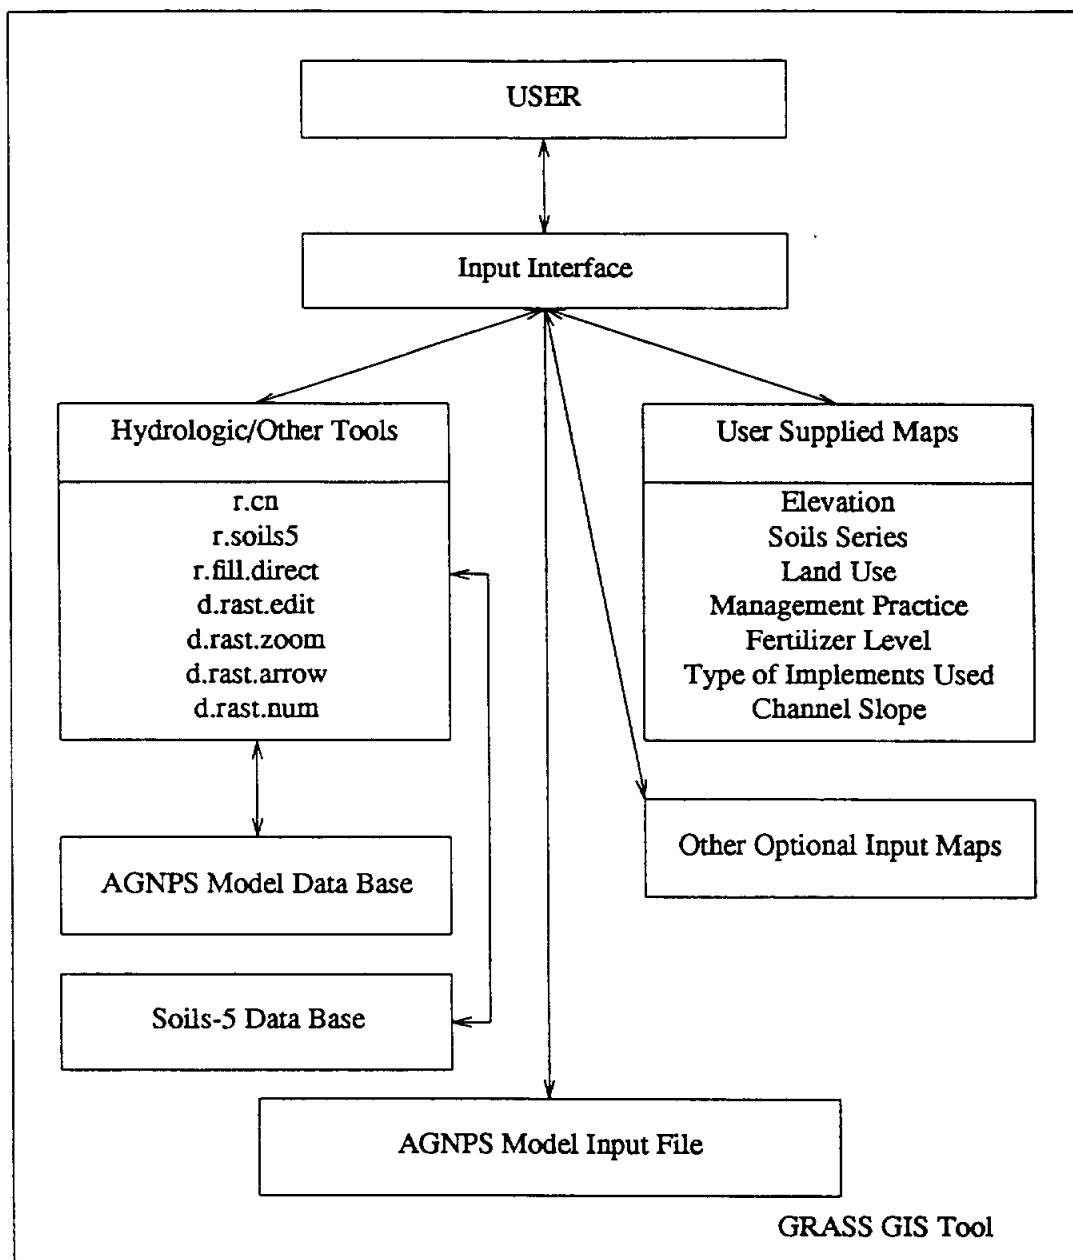 USER
Input Interface
Hydrologic/Other Tools
r.cn
r.soils5
r.fill.direct
d.rast.edit
d.rast.zoom
d.rast.arrow
d.rast.num
User Supplied Maps
Elevation
Soils Series
Land Use
Management Practice
Fertilizer Level
Type of Implements Used
Channel Slope
AGNPS Model Data Base
Other Optional Input Maps
Soils-5 Data Base
AGNPS Model Input File
GRASS GIS Tool